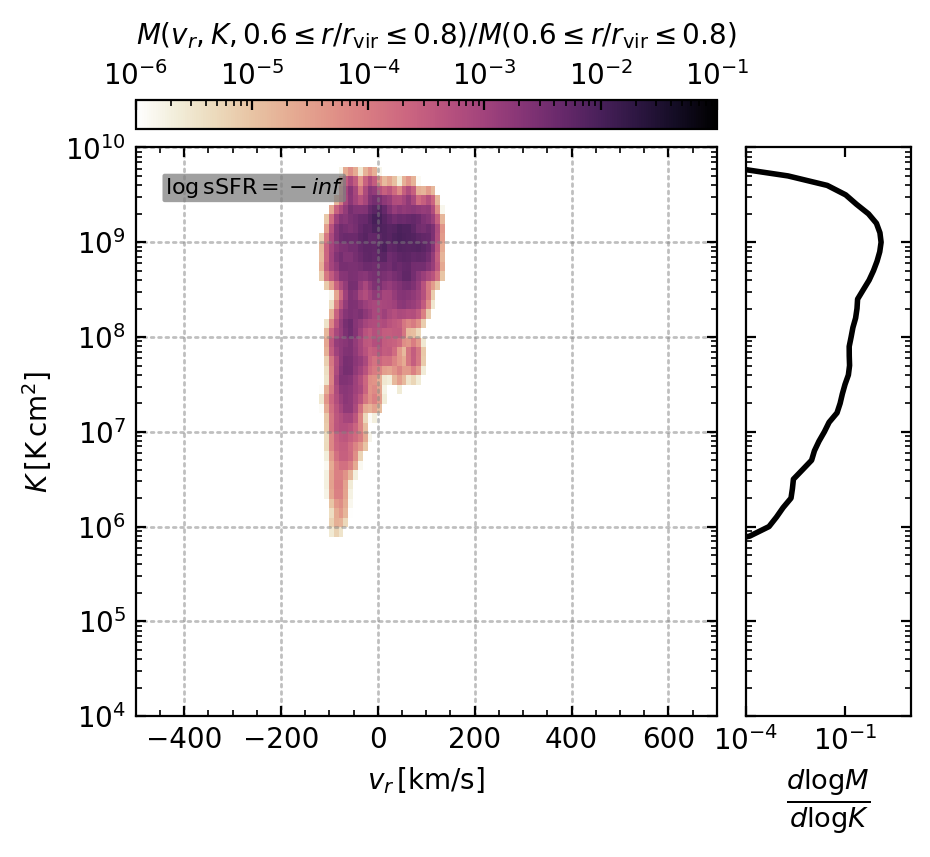 M(v_r, K, 0.6 ≤ r/r_vir ≤ 0.8)/M(0.6 ≤ r/r_vir ≤ 0.8)
10^−6 10^−5 10^−4 10^−3 10^−2 10^−1
10^10
log sSFR = −inf
10^9
10^8
10^7
10^6
10^5
10^4
K [K cm^2]
−400 −200 0 200 400 600
v_r [km/s]
10^−4 10^−1
dlogM
dlogK